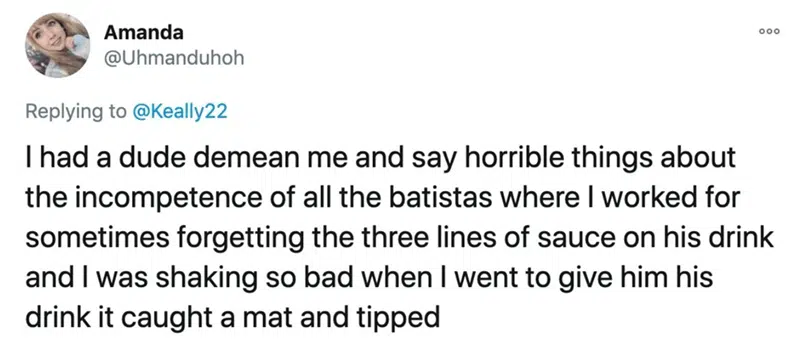 Amanda
@Uhmanduhoh
Replying to @Keally22
I had a dude demean me and say horrible things about
the incompetence of all the batistas where I worked for
sometimes forgetting the three lines of sauce on his drink
and I was shaking so bad when I went to give him his
drink it caught a mat and tipped